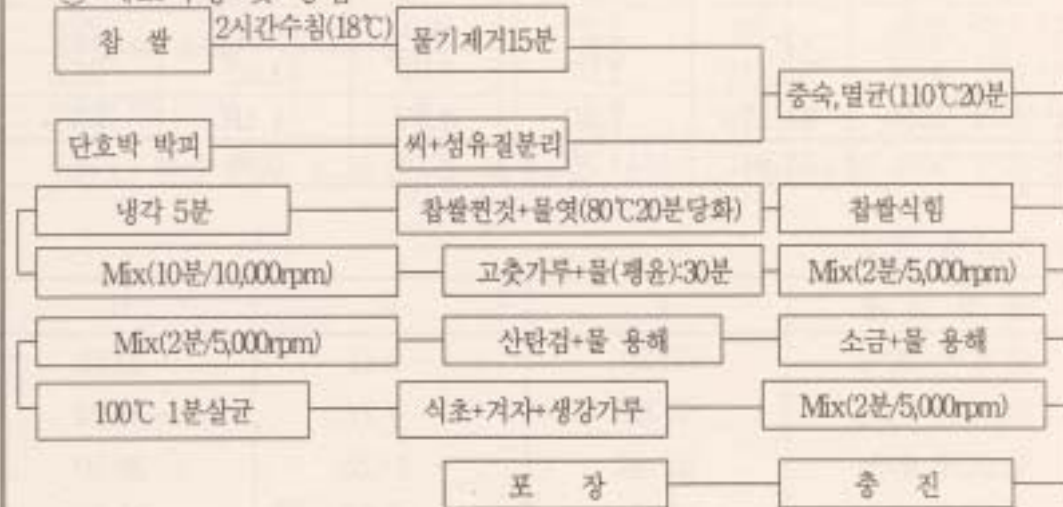 찹 쌀 2시간수침(18℃) 물기제거15분
증숙,멸균(110℃20분
단호박 박피 씨+섬유질분리
냉각 5분 찹쌀찐것+물엿(80℃20분당화) 찹쌀식힘
Mix(10분/10,000rpm) 고춧가루+물(팽윤):30분 Mix(2분/5,000rpm)
Mix(2분/5,000rpm) 산탄검+물 용해 소금+물 용해
100℃ 1분살균 식초+겨자+생강가루 Mix(2분/5,000rpm)
포 장 충 진